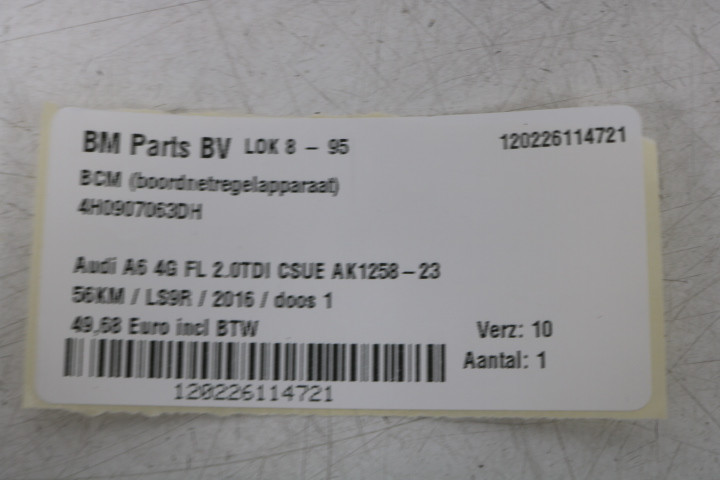 BM Parts BV LOK 8 - 95 120226114721
BCM (boordnetregelapparaat)
4H0907063DH
Audi A6 4G FL 2.0TDI CSUE AK1258-23
56KM / LS9R / 2016 / doos 1
49,68 Euro incl BTW Verz: 10
Aantal: 1
120226114721